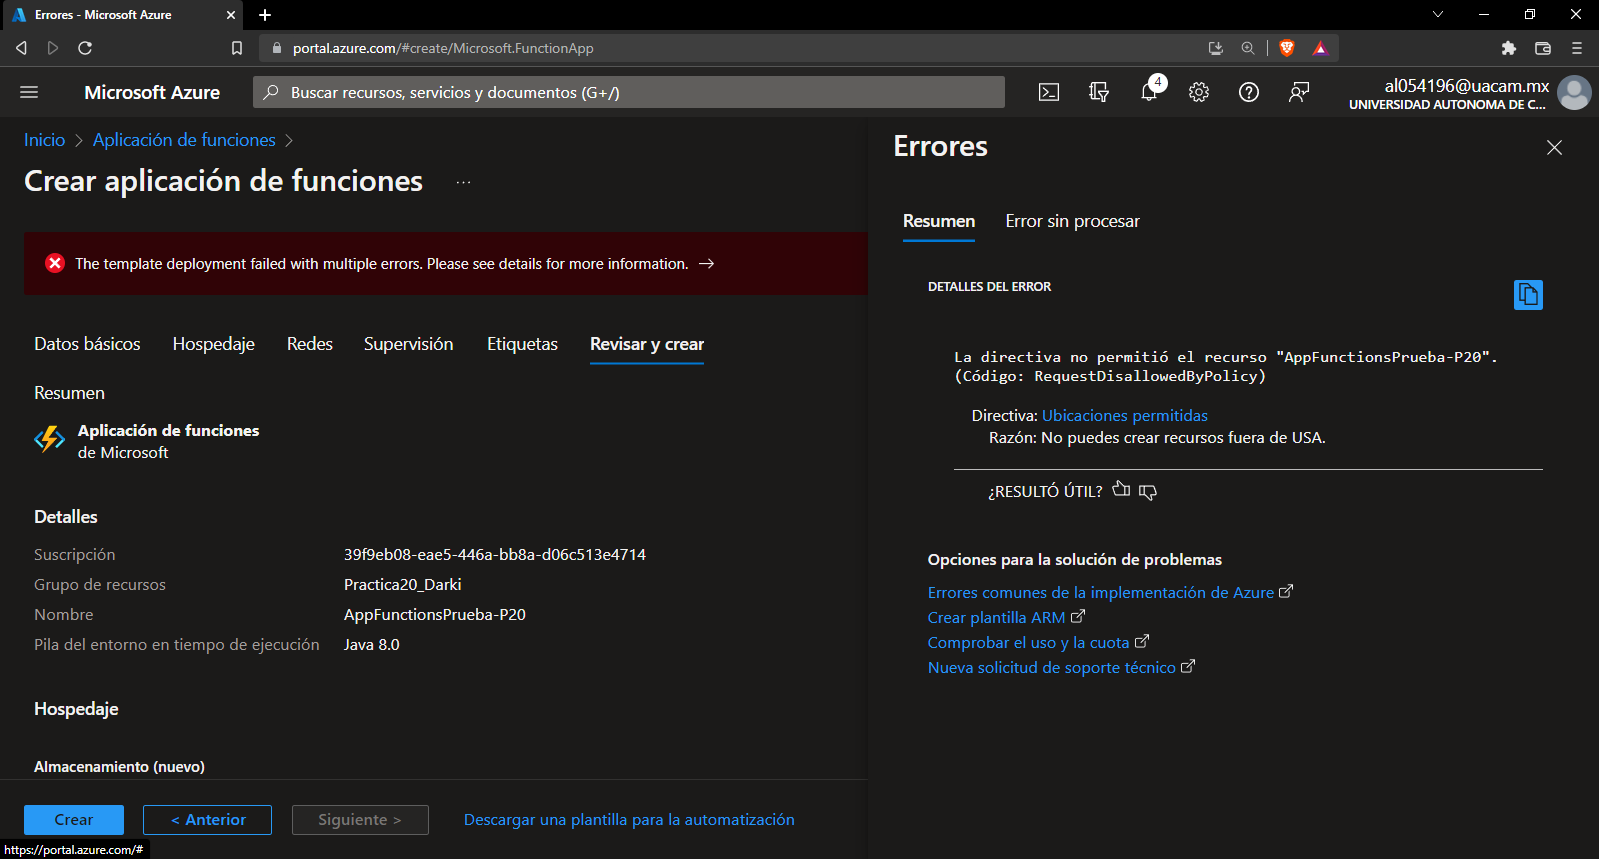 Errores - Microsoft Azure
portal.azure.com/#create/Microsoft.FunctionApp
Microsoft Azure
Buscar recursos, servicios y documentos (G+/)
4
al054196@uacam.mx
UNIVERSIDAD AUTONOMA DE C...
Inicio > Aplicación de funciones >
Crear aplicación de funciones ...
The template deployment failed with multiple errors. Please see details for more information. →
Datos básicos Hospedaje Redes Supervisión Etiquetas Revisar y crear
Resumen
Aplicación de funciones
de Microsoft
Detalles
Suscripción 39f9eb08-eae5-446a-bb8a-d06c513e4714
Grupo de recursos Practica20_Darki
Nombre AppFunctionsPrueba-P20
Pila del entorno en tiempo de ejecución Java 8.0
Hospedaje
Almacenamiento (nuevo)
Crear < Anterior Siguiente > Descargar una plantilla para la automatización
https://portal.azure.com/#
Errores
Resumen Error sin procesar
DETALLES DEL ERROR
La directiva no permitió el recurso "AppFunctionsPrueba-P20".
(Código: RequestDisallowedByPolicy)
Directiva: Ubicaciones permitidas
Razón: No puedes crear recursos fuera de USA.
¿RESULTÓ ÚTIL?
Opciones para la solución de problemas
Errores comunes de la implementación de Azure
Crear plantilla ARM
Comprobar el uso y la cuota
Nueva solicitud de soporte técnico